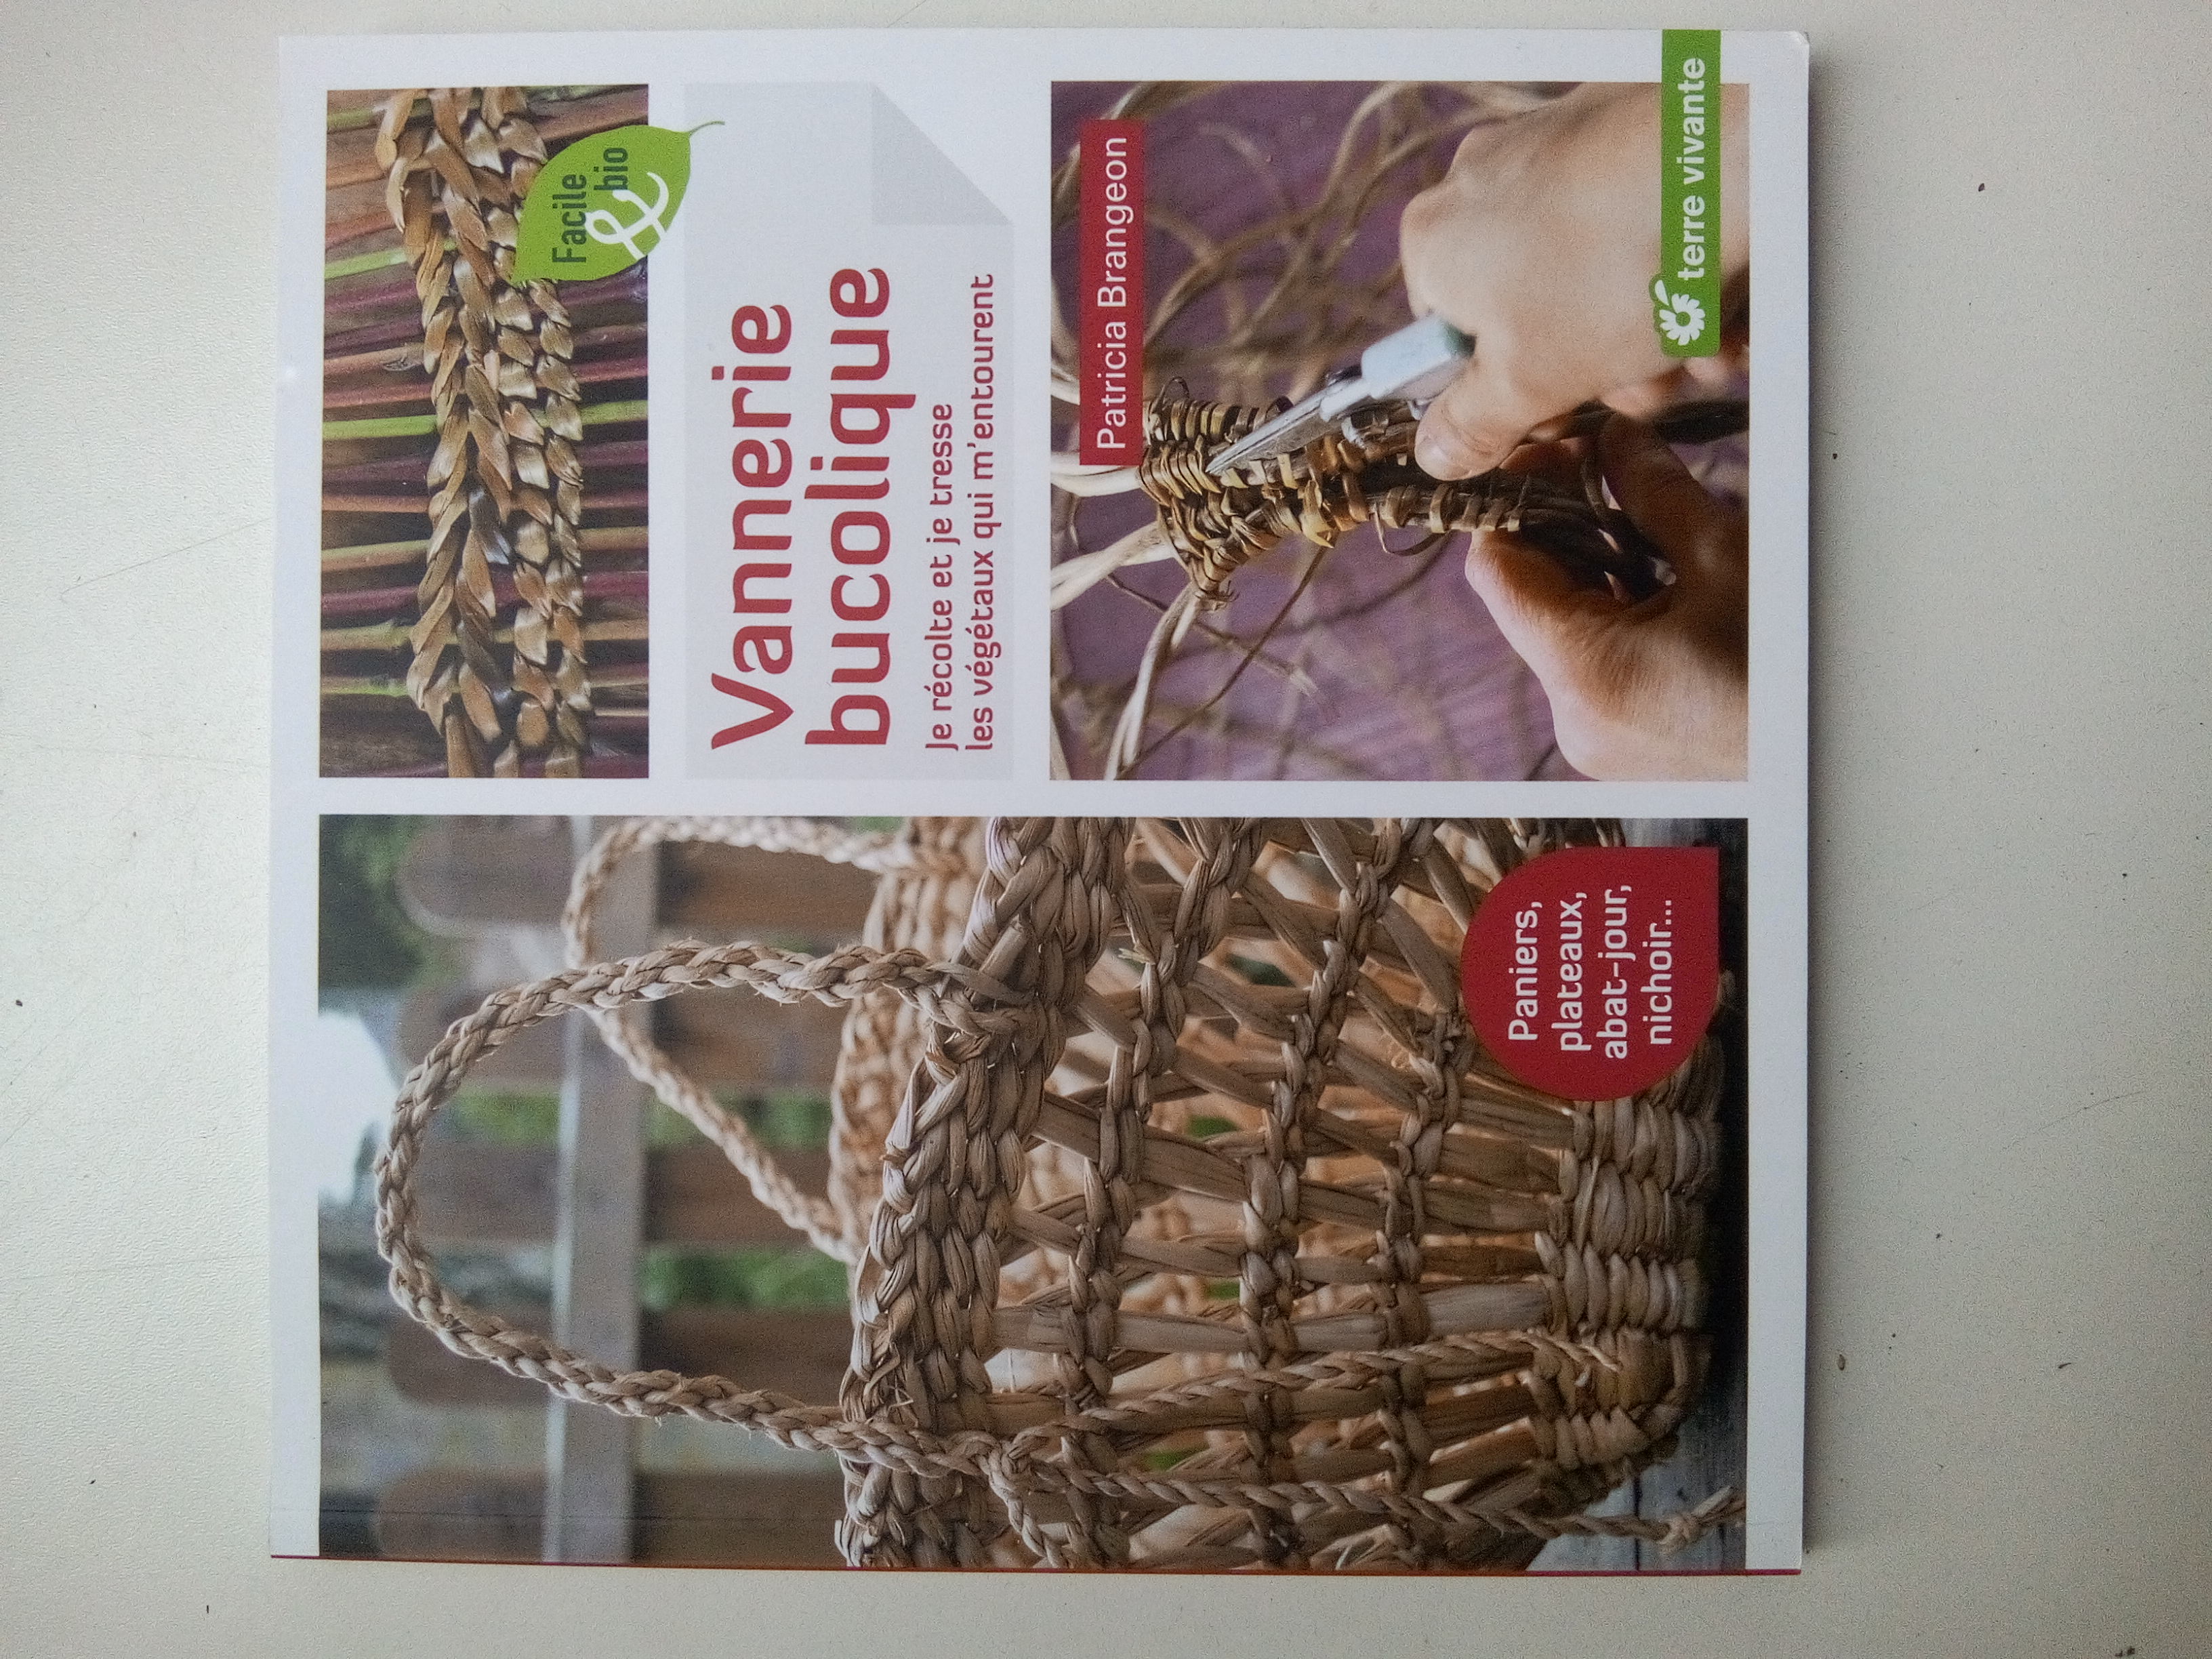 Facile
&
bio
Vannerie
bucolique
Je récolte et je tresse
les végétaux qui m'entourent
Patricia Brangeon
Paniers,
plateaux,
abat-jour,
nichoir...
terre vivante